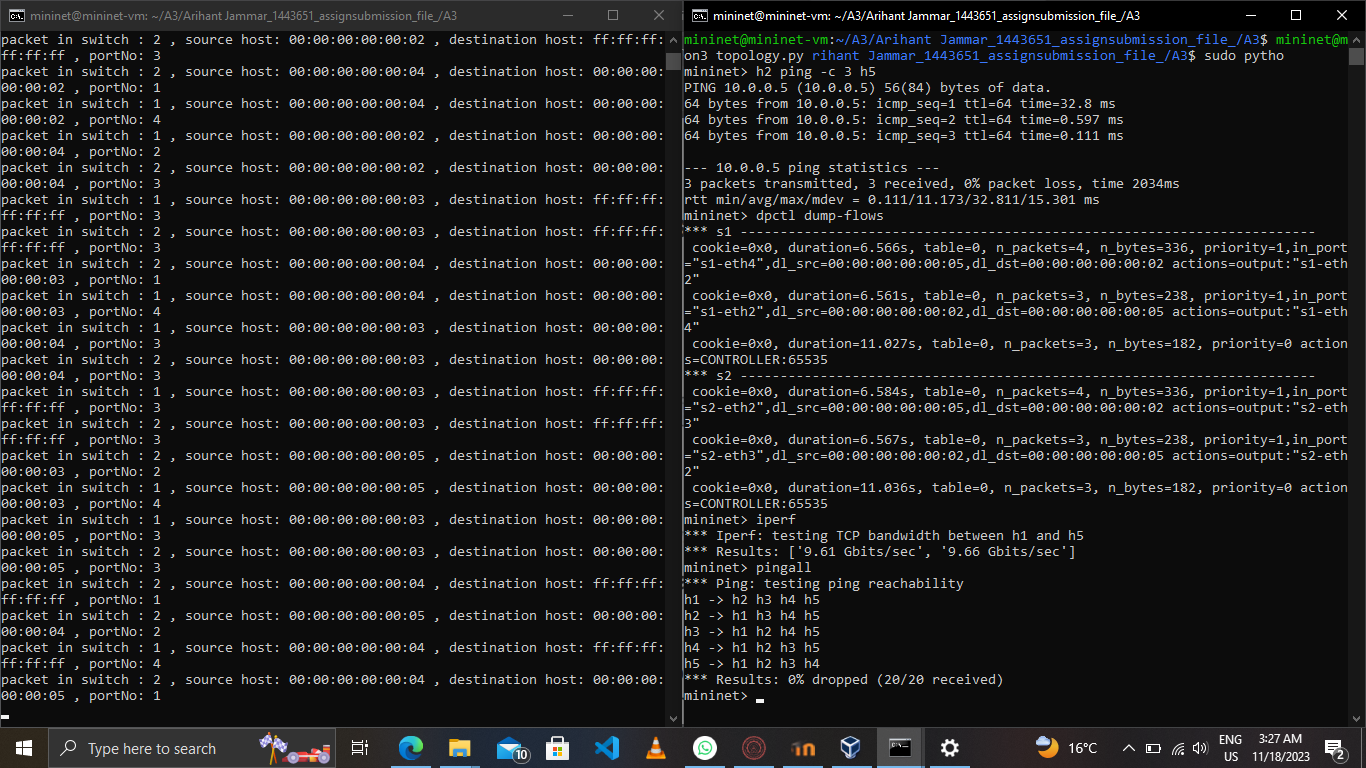 mininet@mininet-vm: ~/A3/Arihant Jammar_1443651_assignsubmission_file_/A3
packet in switch : 2 , source host: 00:00:00:00:00:02 , destination host: ff:ff:ff:
ff:ff:ff , portNo: 3
packet in switch : 2 , source host: 00:00:00:00:00:04 , destination host: 00:00:00:
00:00:02 , portNo: 1
packet in switch : 1 , source host: 00:00:00:00:00:04 , destination host: 00:00:00:
00:00:02 , portNo: 4
packet in switch : 1 , source host: 00:00:00:00:00:02 , destination host: 00:00:00:
00:00:04 , portNo: 2
packet in switch : 2 , source host: 00:00:00:00:00:02 , destination host: 00:00:00:
00:00:04 , portNo: 3
packet in switch : 1 , source host: 00:00:00:00:00:03 , destination host: ff:ff:ff:
ff:ff:ff , portNo: 3
packet in switch : 2 , source host: 00:00:00:00:00:03 , destination host: ff:ff:ff:
ff:ff:ff , portNo: 3
packet in switch : 2 , source host: 00:00:00:00:00:04 , destination host: 00:00:00:
00:00:03 , portNo: 1
packet in switch : 1 , source host: 00:00:00:00:00:04 , destination host: 00:00:00:
00:00:03 , portNo: 4
packet in switch : 1 , source host: 00:00:00:00:00:03 , destination host: 00:00:00:
00:00:04 , portNo: 3
packet in switch : 2 , source host: 00:00:00:00:00:03 , destination host: 00:00:00:
00:00:04 , portNo: 3
packet in switch : 1 , source host: 00:00:00:00:00:03 , destination host: ff:ff:ff:
ff:ff:ff , portNo: 3
packet in switch : 2 , source host: 00:00:00:00:00:03 , destination host: ff:ff:ff:
ff:ff:ff , portNo: 3
packet in switch : 2 , source host: 00:00:00:00:00:05 , destination host: 00:00:00:
00:00:03 , portNo: 2
packet in switch : 1 , source host: 00:00:00:00:00:05 , destination host: 00:00:00:
00:00:03 , portNo: 4
packet in switch : 1 , source host: 00:00:00:00:00:03 , destination host: 00:00:00:
00:00:05 , portNo: 3
packet in switch : 2 , source host: 00:00:00:00:00:03 , destination host: 00:00:00:
00:00:05 , portNo: 3
packet in switch : 2 , source host: 00:00:00:00:00:04 , destination host: ff:ff:ff:
ff:ff:ff , portNo: 1
packet in switch : 2 , source host: 00:00:00:00:00:05 , destination host: 00:00:00:
00:00:04 , portNo: 2
packet in switch : 1 , source host: 00:00:00:00:00:04 , destination host: ff:ff:ff:
ff:ff:ff , portNo: 4
packet in switch : 2 , source host: 00:00:00:00:00:04 , destination host: 00:00:00:
00:00:05 , portNo: 1
mininet@mininet-vm: ~/A3/Arihant Jammar_1443651_assignsubmission_file_/A3
mininet@mininet-vm:~/A3/Arihant Jammar_1443651_assignsubmission_file_/A3$ mininet@m
on3 topology.py rihant Jammar_1443651_assignsubmission_file_/A3$ sudo pytho
mininet> h2 ping -c 3 h5
PING 10.0.0.5 (10.0.0.5) 56(84) bytes of data.
64 bytes from 10.0.0.5: icmp_seq=1 ttl=64 time=32.8 ms
64 bytes from 10.0.0.5: icmp_seq=2 ttl=64 time=0.597 ms
64 bytes from 10.0.0.5: icmp_seq=3 ttl=64 time=0.111 ms
--- 10.0.0.5 ping statistics ---
3 packets transmitted, 3 received, 0% packet loss, time 2034ms
rtt min/avg/max/mdev = 0.111/11.173/32.811/15.301 ms
mininet> dpctl dump-flows
*** s1 ------------------------------------------------------------------------
cookie=0x0, duration=6.566s, table=0, n_packets=4, n_bytes=336, priority=1,in_port
="s1-eth4",dl_src=00:00:00:00:00:05,dl_dst=00:00:00:00:00:02 actions=output:"s1-eth
2"
cookie=0x0, duration=6.561s, table=0, n_packets=3, n_bytes=238, priority=1,in_port
="s1-eth2",dl_src=00:00:00:00:00:02,dl_dst=00:00:00:00:00:05 actions=output:"s1-eth
4"
cookie=0x0, duration=11.027s, table=0, n_packets=3, n_bytes=182, priority=0 action
s=CONTROLLER:65535
*** s2 ------------------------------------------------------------------------
cookie=0x0, duration=6.584s, table=0, n_packets=4, n_bytes=336, priority=1,in_port
="s2-eth2",dl_src=00:00:00:00:00:05,dl_dst=00:00:00:00:00:02 actions=output:"s2-eth
3"
cookie=0x0, duration=6.567s, table=0, n_packets=3, n_bytes=238, priority=1,in_port
="s2-eth3",dl_src=00:00:00:00:00:02,dl_dst=00:00:00:00:00:05 actions=output:"s2-eth
2"
cookie=0x0, duration=11.036s, table=0, n_packets=3, n_bytes=182, priority=0 action
s=CONTROLLER:65535
mininet> iperf
*** Iperf: testing TCP bandwidth between h1 and h5
*** Results: ['9.61 Gbits/sec', '9.66 Gbits/sec']
mininet> pingall
*** Ping: testing ping reachability
h1 -> h2 h3 h4 h5
h2 -> h1 h3 h4 h5
h3 -> h1 h2 h4 h5
h4 -> h1 h2 h3 h5
h5 -> h1 h2 h3 h4
*** Results: 0% dropped (20/20 received)
mininet>
Type here to search
10
16°C
ENG
US
3:27 AM
11/18/2023
2